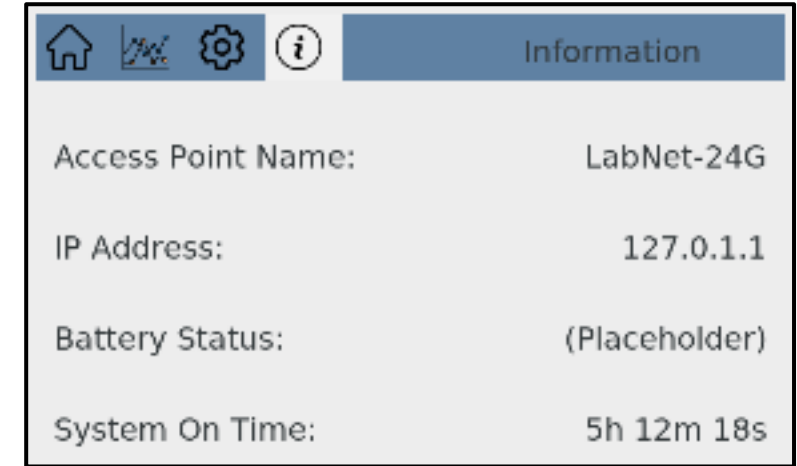 Information
Access Point Name: LabNet-24G
IP Address: 127.0.1.1
Battery Status: (Placeholder)
System On Time: 5h 12m 18s